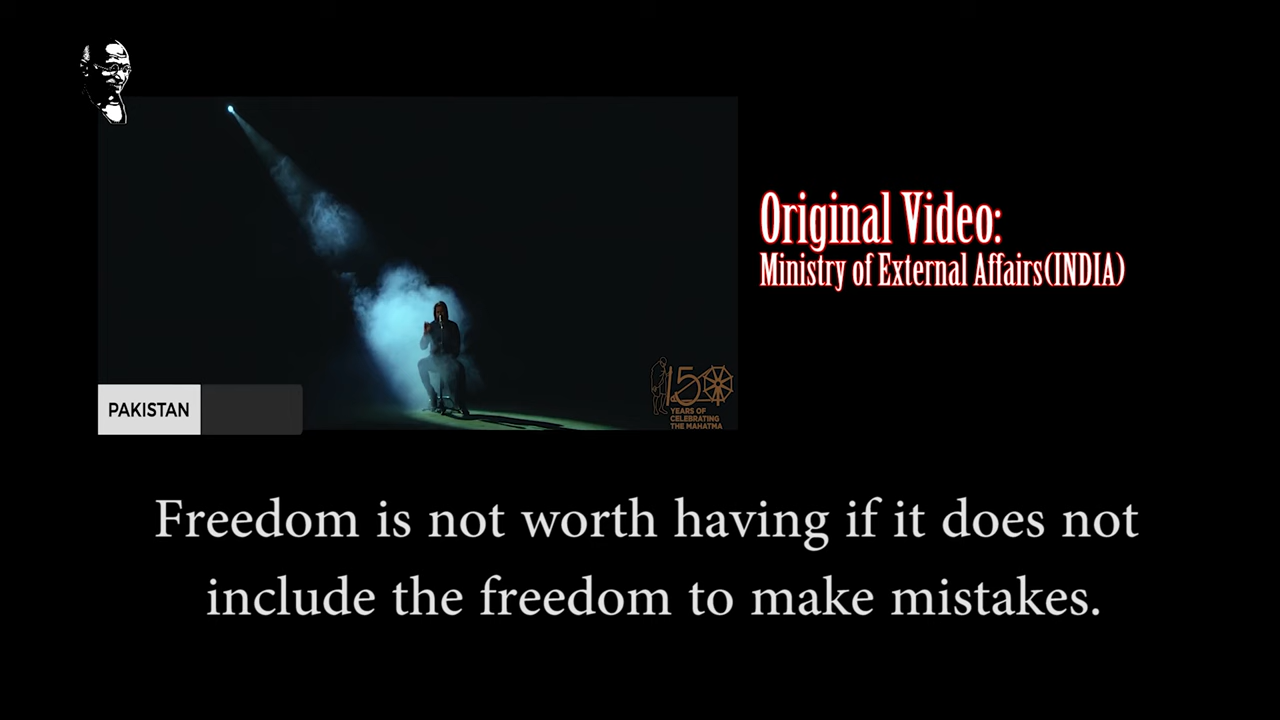 Original Video:
Ministry of External Affairs(INDIA)
PAKISTAN
150
YEARS OF
CELEBRATING
THE MAHATMA
Freedom is not worth having if it does not
include the freedom to make mistakes.